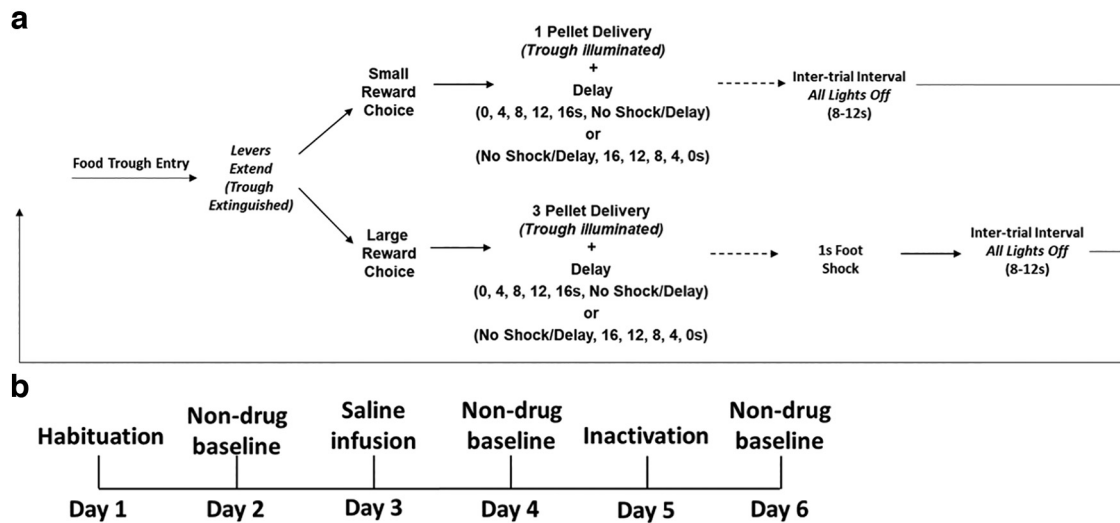 a
Food Trough Entry
Levers
Extend
(Trough
Extinguished)
Small
Reward
Choice
1 Pellet Delivery
(Trough illuminated)
+
Delay
(0, 4, 8, 12, 16s, No Shock/Delay)
or
(No Shock/Delay, 16, 12, 8, 4, 0s)
Inter-trial Interval
All Lights Off
(8-12s)
Large
Reward
Choice
3 Pellet Delivery
(Trough illuminated)
+
Delay
(0, 4, 8, 12, 16s, No Shock/Delay)
or
(No Shock/Delay, 16, 12, 8, 4, 0s)
1s Foot
Shock
Inter-trial Interval
All Lights Off
(8-12s)
b
Habituation
Non-drug
baseline
Saline
infusion
Non-drug
baseline
Inactivation
Non-drug
baseline
Day 1
Day 2
Day 3
Day 4
Day 5
Day 6